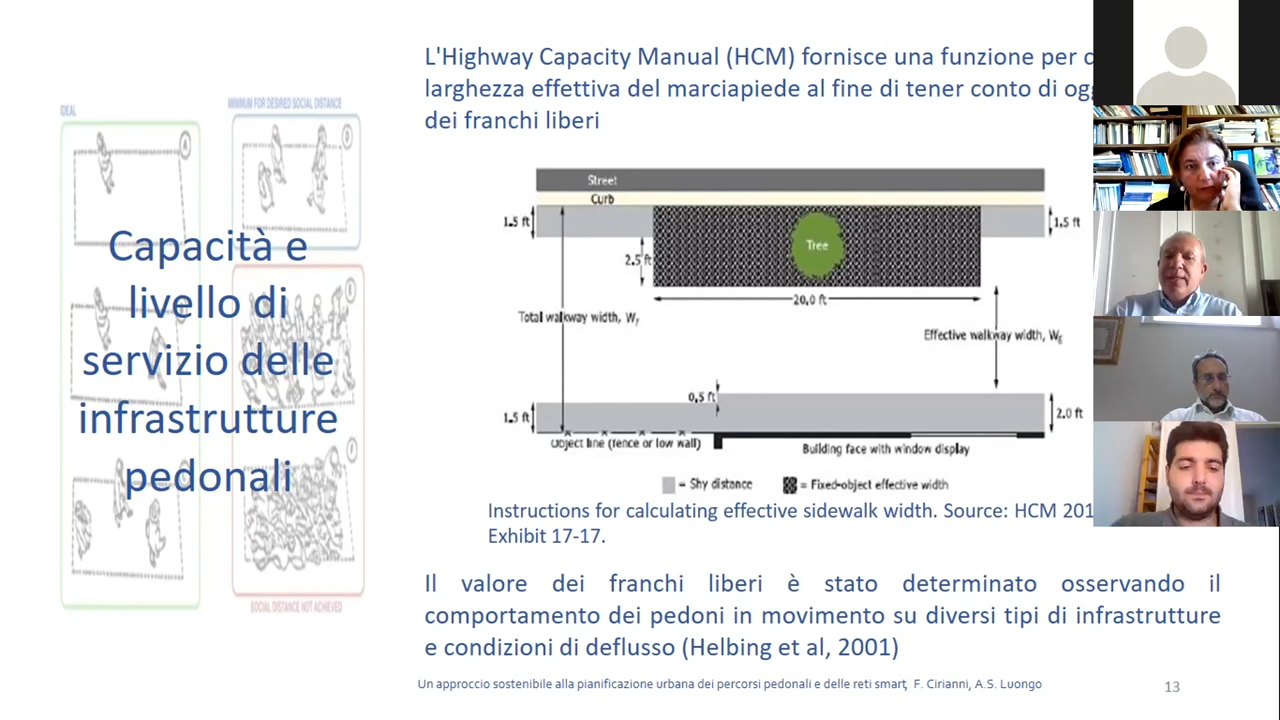 IDEAL
MINIMUM FOR DESIRED SOCIAL DISTANCE
A
D
E
F
SOCIAL DISTANCE NOT ACHIEVED
Capacità e
livello di
servizio delle
infrastrutture
pedonali
L'Highway Capacity Manual (HCM) fornisce una funzione per
larghezza effettiva del marciapiede al fine di tener conto di
dei franchi liberi
Street
Curb
1.5 ft
1.5 ft
Tree
2.5 ft
20.0 ft
Total walkway width, WT
Effective walkway width, WE
0.5 ft
1.5 ft
2.0 ft
Object line (fence or low wall)
Building face with window display
= Shy distance
= Fixed-object effective width
Instructions for calculating effective sidewalk width. Source: HCM
Exhibit 17-17.
Il valore dei franchi liberi è stato determinato osservando il
comportamento dei pedoni in movimento su diversi tipi di infrastrutture
e condizioni di deflusso (Helbing et al, 2001)
Un approccio sostenibile alla pianificazione urbana dei percorsi pedonali e delle reti smart, F. Cirianni, A.S. Luongo
13